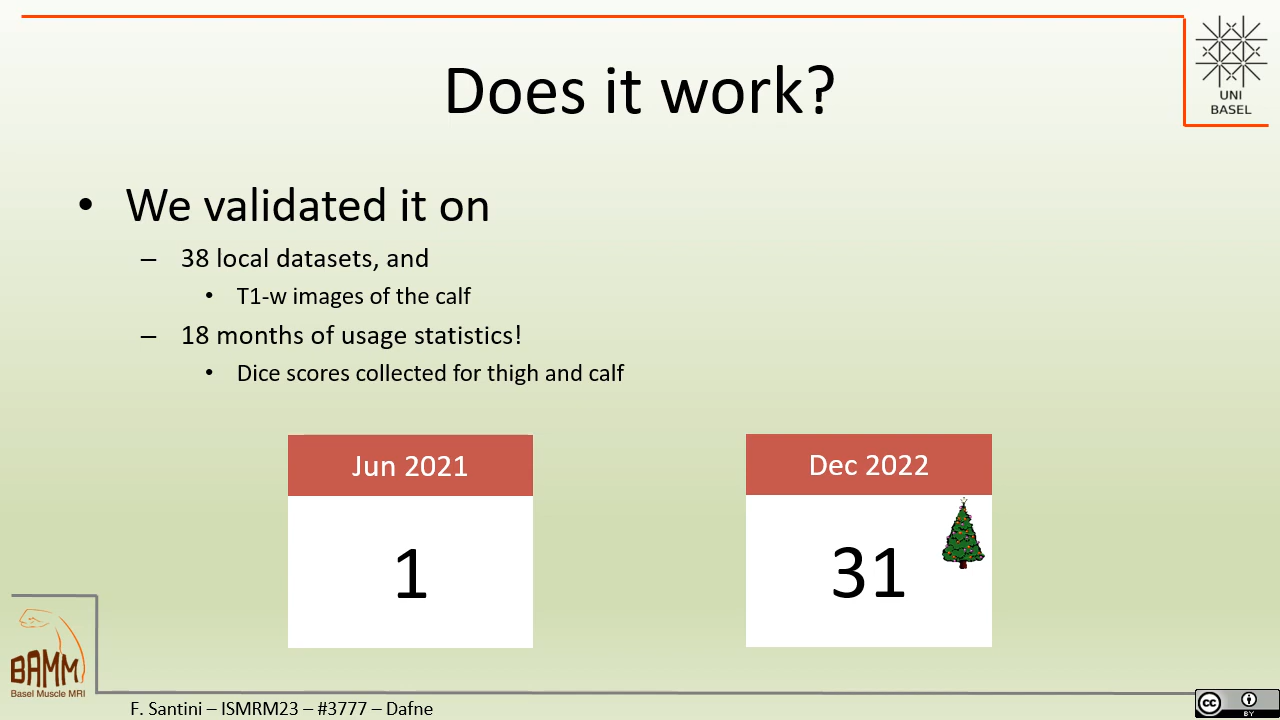 Does it work?
UNI
BASEL
• We validated it on
– 38 local datasets, and
• T1-w images of the calf
– 18 months of usage statistics!
• Dice scores collected for thigh and calf
Jun 2021
1
Dec 2022
31
BAMM
Basel Muscle MRI
F. Santini – ISMRM23 – #3777 – Dafne
cc
BY